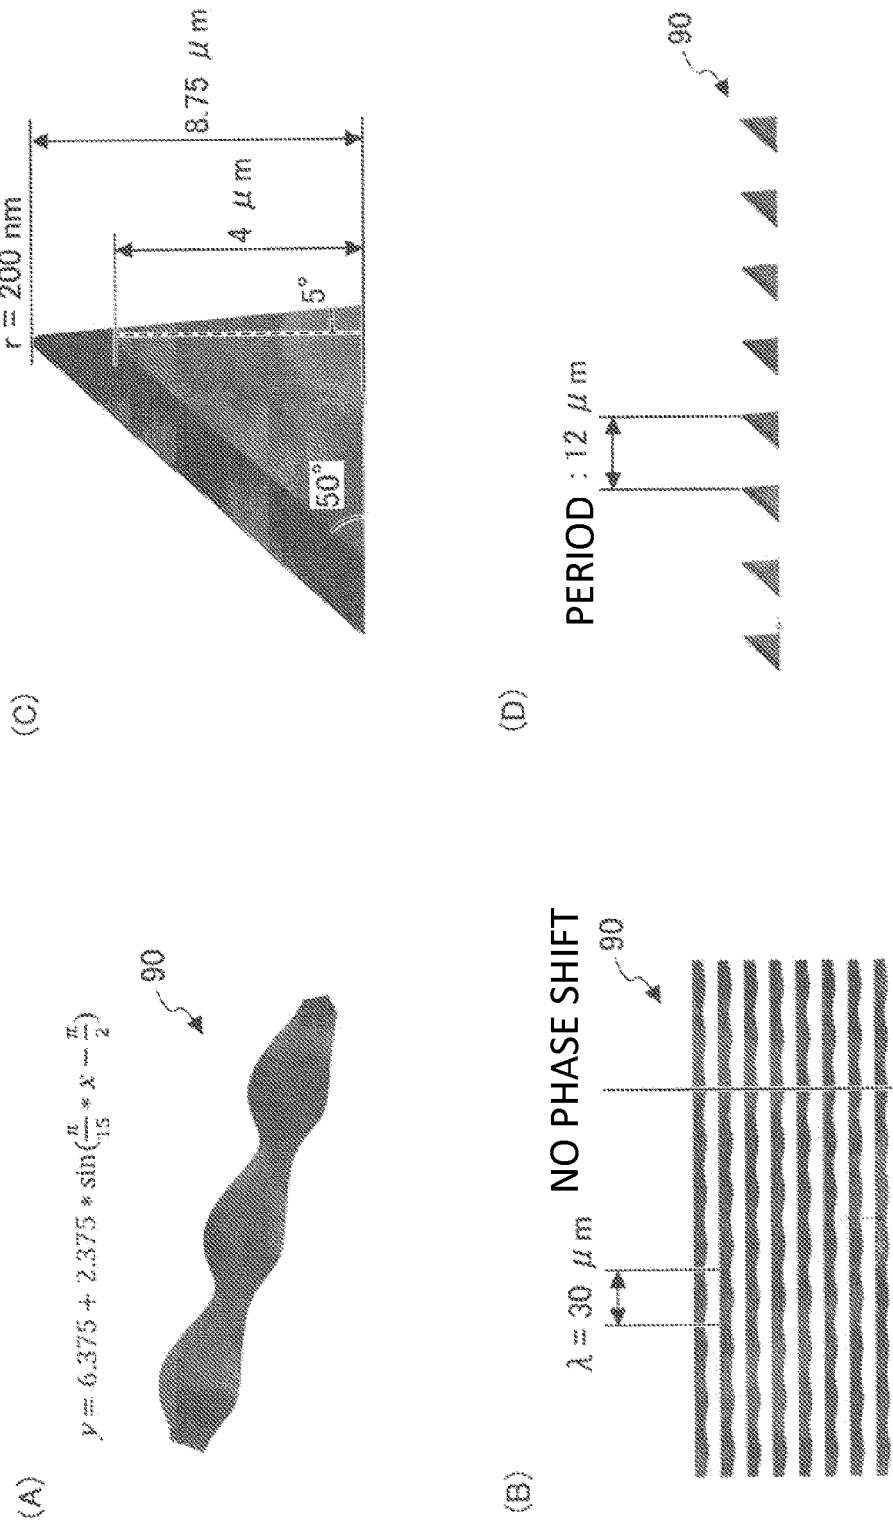 (A)
y = 6.375 + 2.375 * sin(π/15 * x − π/2)
90
(B)
λ = 30 μm
NO PHASE SHIFT
90
(C)
r = 200 nm
8.75 μm
4 μm
5°
50°
(D)
PERIOD : 12 μm
90